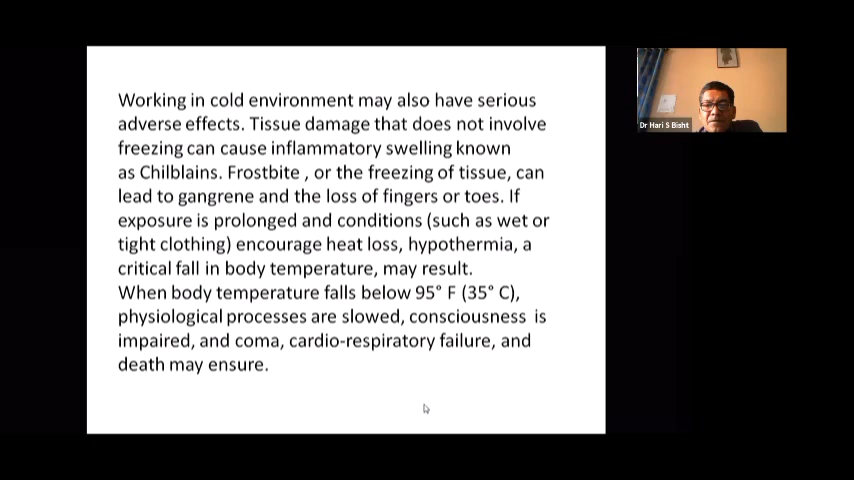 Working in cold environment may also have serious
adverse effects. Tissue damage that does not involve
freezing can cause inflammatory swelling known
as Chilblains. Frostbite , or the freezing of tissue, can
lead to gangrene and the loss of fingers or toes. If
exposure is prolonged and conditions (such as wet or
tight clothing) encourage heat loss, hypothermia, a
critical fall in body temperature, may result.
When body temperature falls below 95° F (35° C),
physiological processes are slowed, consciousness is
impaired, and coma, cardio-respiratory failure, and
death may ensure.
Dr Hari S Bisht